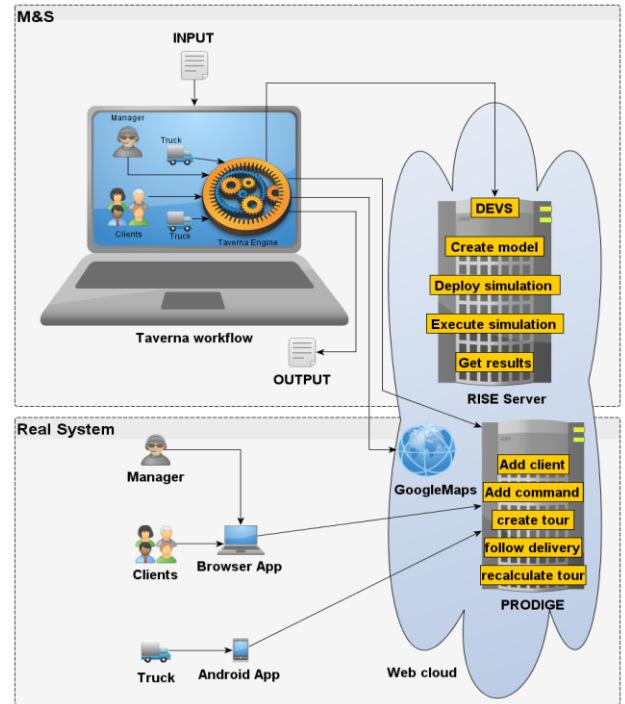 M&S
INPUT
Manager
Truck
Clients
Truck
Taverna Engine
Taverna workflow
OUTPUT
DEVS
Create model
Deploy simulation
Execute simulation
Get results
RISE Server
Real System
Manager
Clients
Browser App
Truck
Android App
GoogleMaps
Add client
Add command
create tour
follow delivery
recalculate tour
PRODIGE
Web cloud